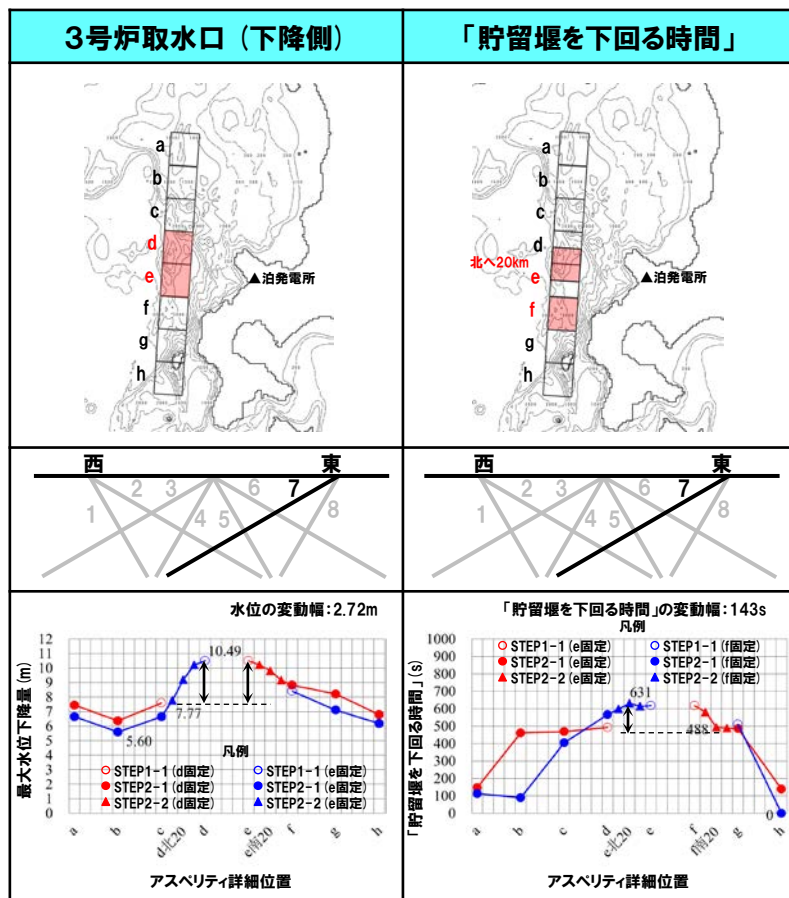 3号炉取水口（下降側）
「貯留堰を下回る時間」
a
b
c
d
e
f
g
h
▲泊発電所
a
b
c
d
北へ20km
e
f
g
h
▲泊発電所
西
東
1
2
3
4
5
6
7
8
西
東
1
2
3
4
5
6
7
8
水位の変動幅：2.72m
最大水位下降量（m）
12
11
10
9
8
7
6
5
4
3
2
1
0
10.49
7.77
5.60
凡例
STEP1-1（d固定）
STEP1-1（e固定）
STEP2-1（d固定）
STEP2-1（e固定）
STEP2-2（d固定）
STEP2-2（e固定）
a
b
c
d北20
d
e
e南20
f
g
h
アスペリティ詳細位置
「貯留堰を下回る時間」の変動幅：143s
凡例
STEP1-1（e固定）
STEP1-1（f固定）
STEP2-1（e固定）
STEP2-1（f固定）
STEP2-2（e固定）
STEP2-2（f固定）
「貯留堰を下回る時間」（s）
1000
900
800
700
600
500
400
300
200
100
0
631
488
0
a
b
c
d
e北20
e
f
f南20
g
h
アスペリティ詳細位置